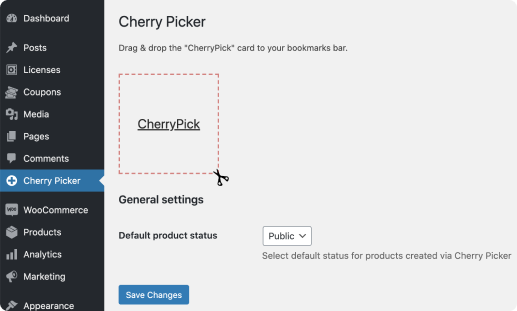 Dashboard
Posts
Licenses
Coupons
Media
Pages
Comments
Cherry Picker
WooCommerce
Products
Analytics
Marketing
Appearance
Cherry Picker
Drag & drop the "CherryPick" card to your bookmarks bar.
CherryPick
General settings
Default product status
Public
Select default status for products created via Cherry Picker
Save Changes